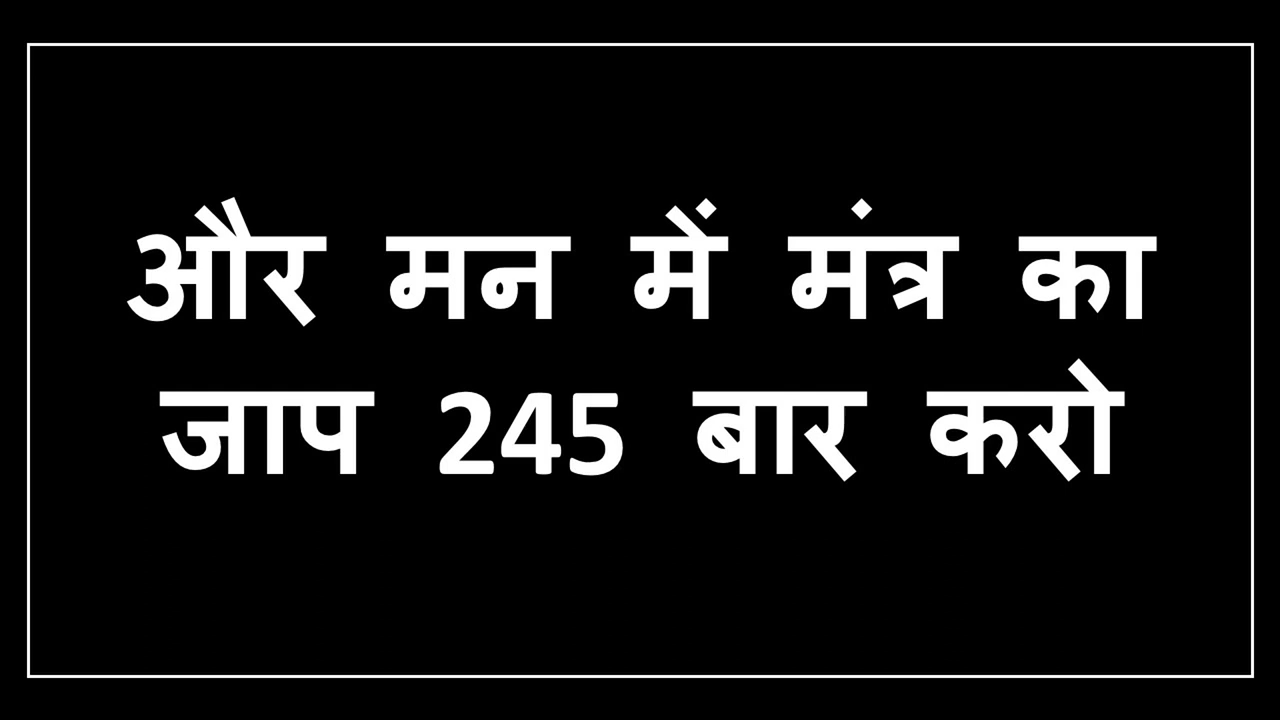 और मन में मंत्र का
जाप 245 बार करो